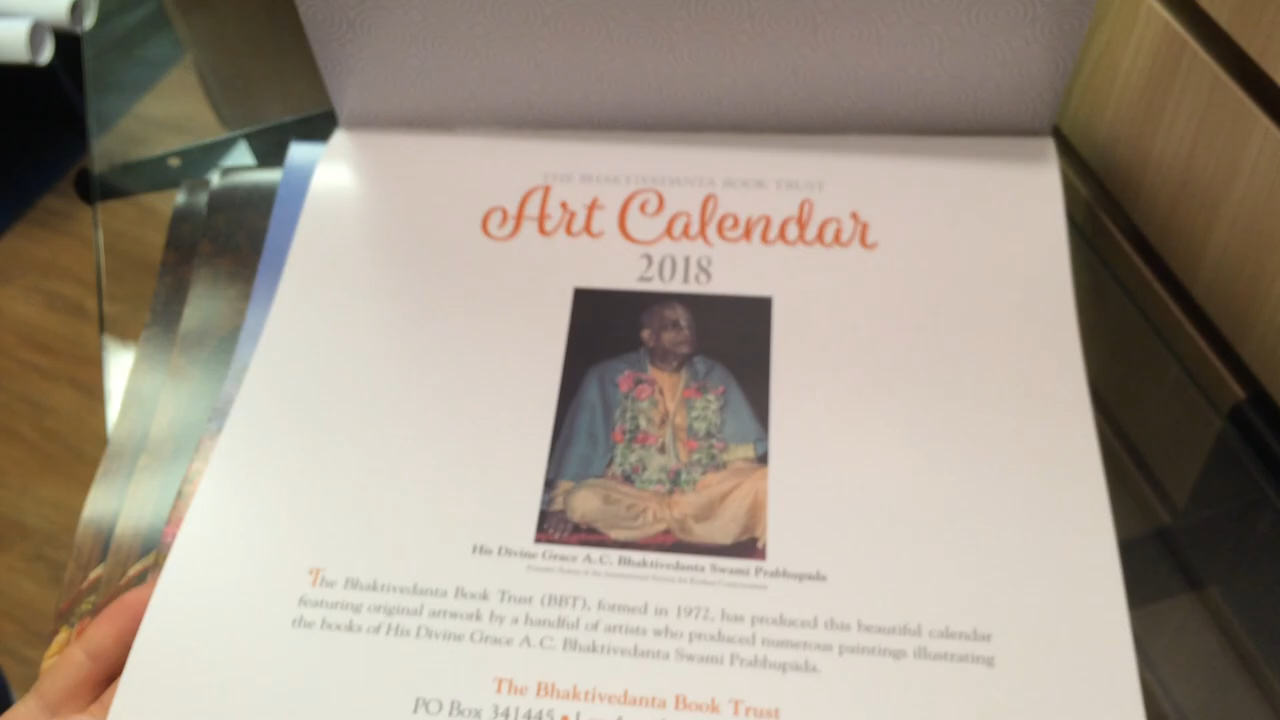 THE BHAKTIVEDANTA BOOK TRUST
Art Calendar
2018
His Divine Grace A. C. Bhaktivedanta Swami Prabhupada
The Bhaktivedanta Book Trust (BBT), formed in 1972, has produced this beautiful calendar
featuring original artwork by a handful of artists who produced numerous paintings illustrating
the books of His Divine Grace A. C. Bhaktivedanta Swami Prabhupada.
The Bhaktivedanta Book Trust
PO Box 341445 •